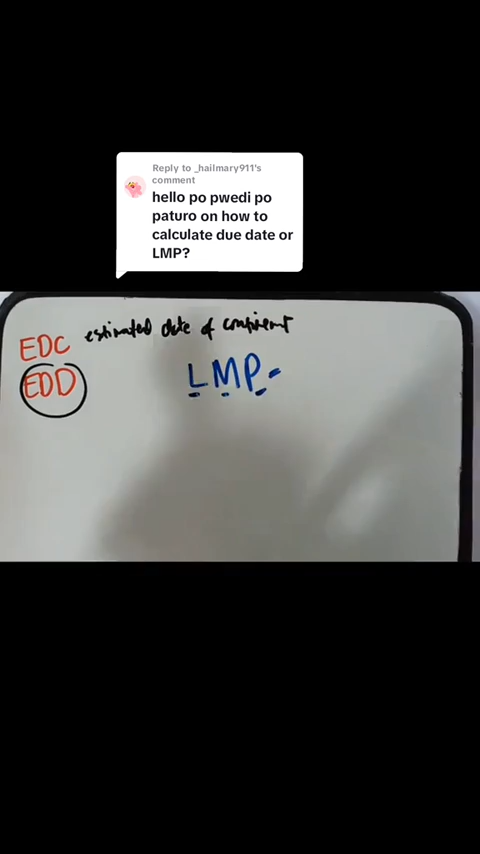 Reply to _hailmary911's
comment
hello po pwedi po
paturo on how to
calculate due date or
LMP?
EDC estimated date of
EDD
LMP-